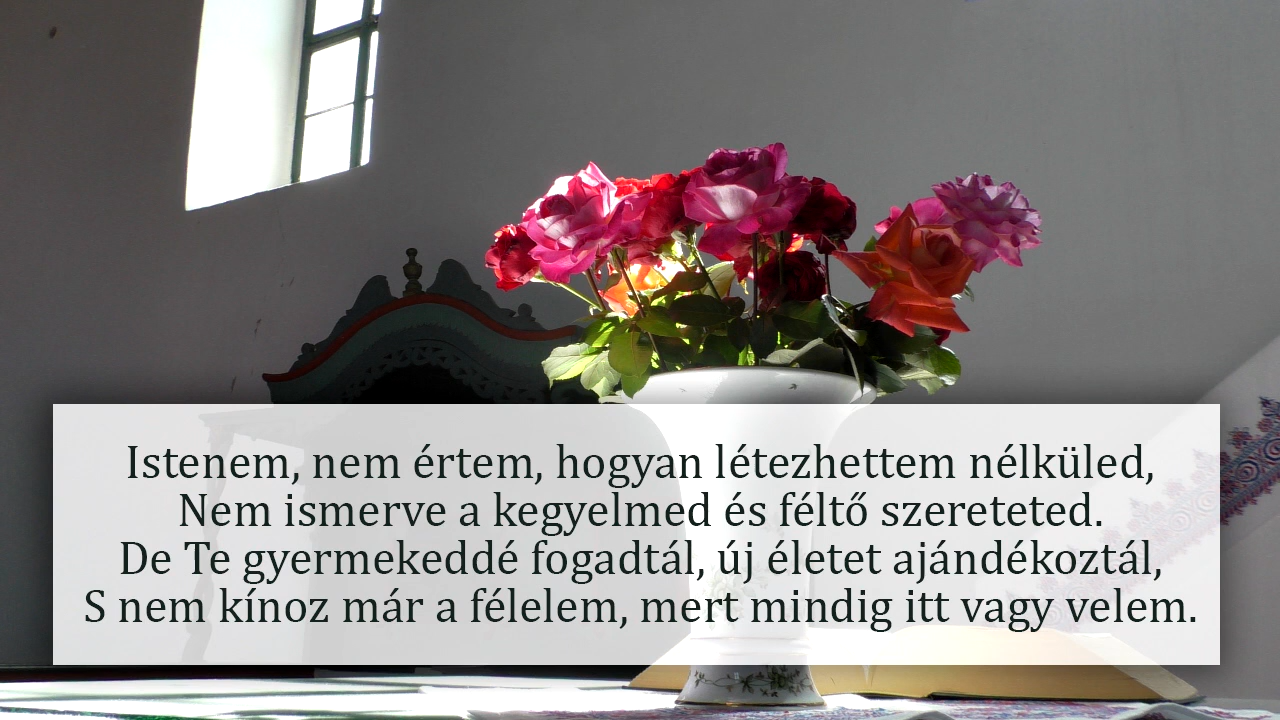 Istenem, nem értem, hogyan létezhettem nélküled,
Nem ismerve a kegyelmed és féltő szereteted.
De Te gyermekeddé fogadtál, új életet ajándékoztál,
S nem kínoz már a félelem, mert mindig itt vagy velem.